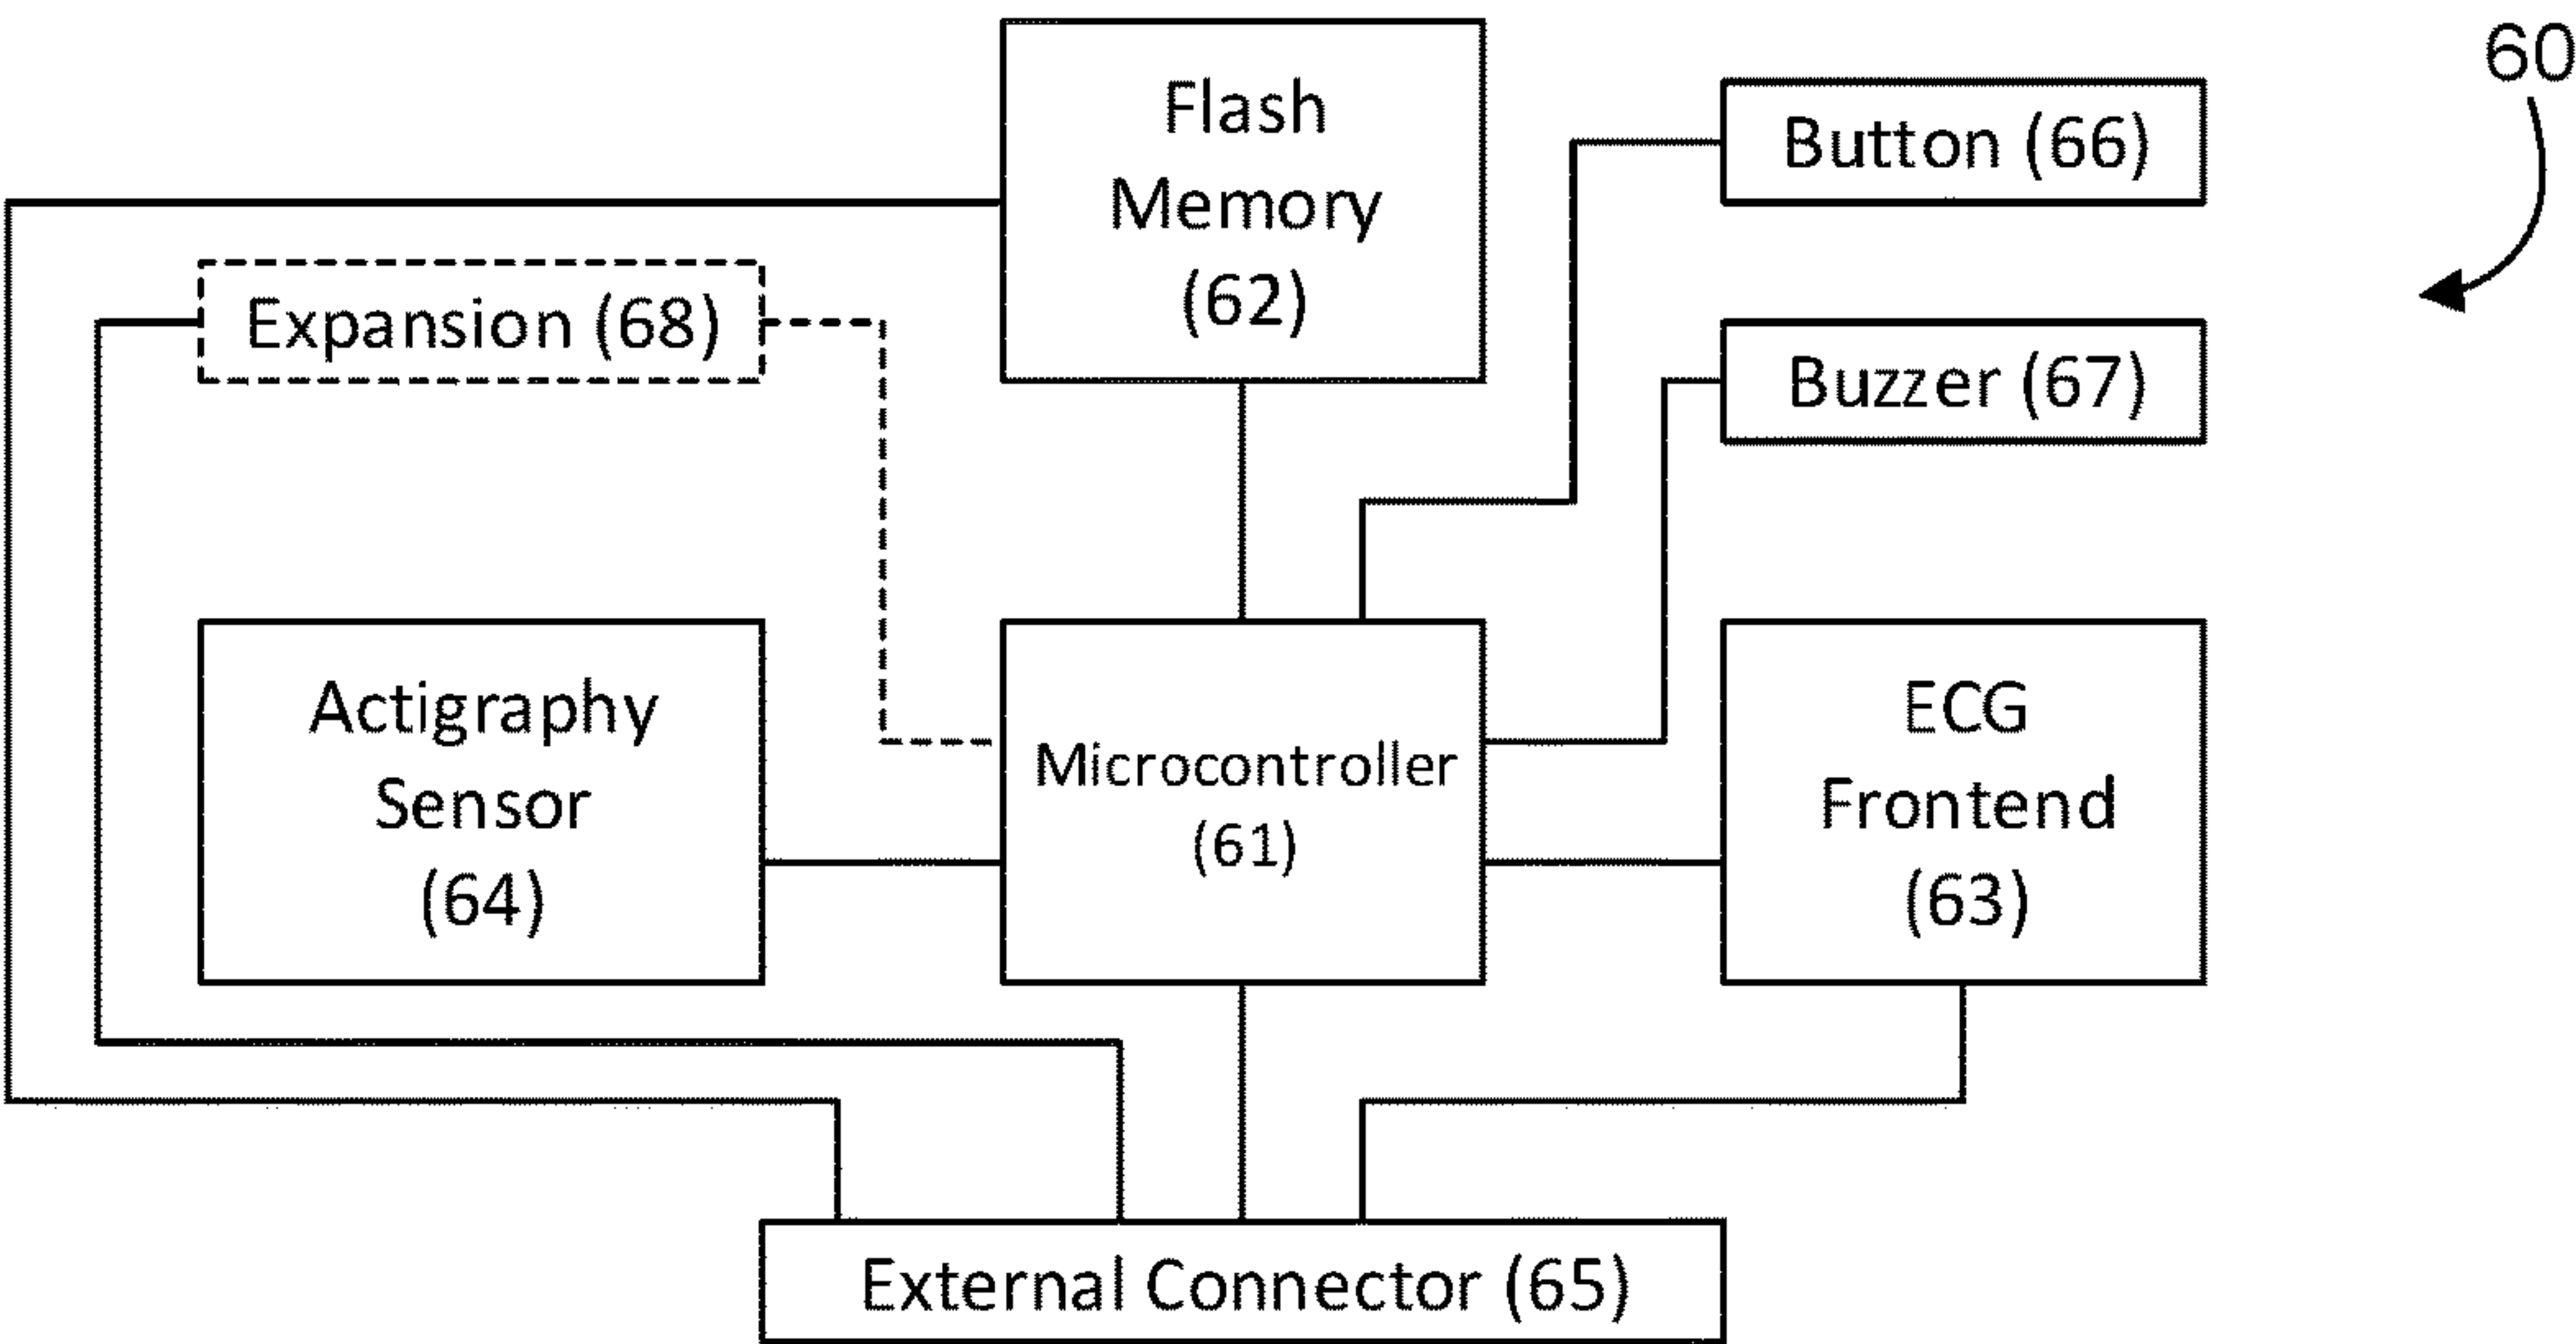 60
Flash
Memory
(62)
Button (66)
Expansion (68)
Buzzer (67)
Actigraphy
Sensor
(64)
Microcontroller
(61)
ECG
Frontend
(63)
External Connector (65)